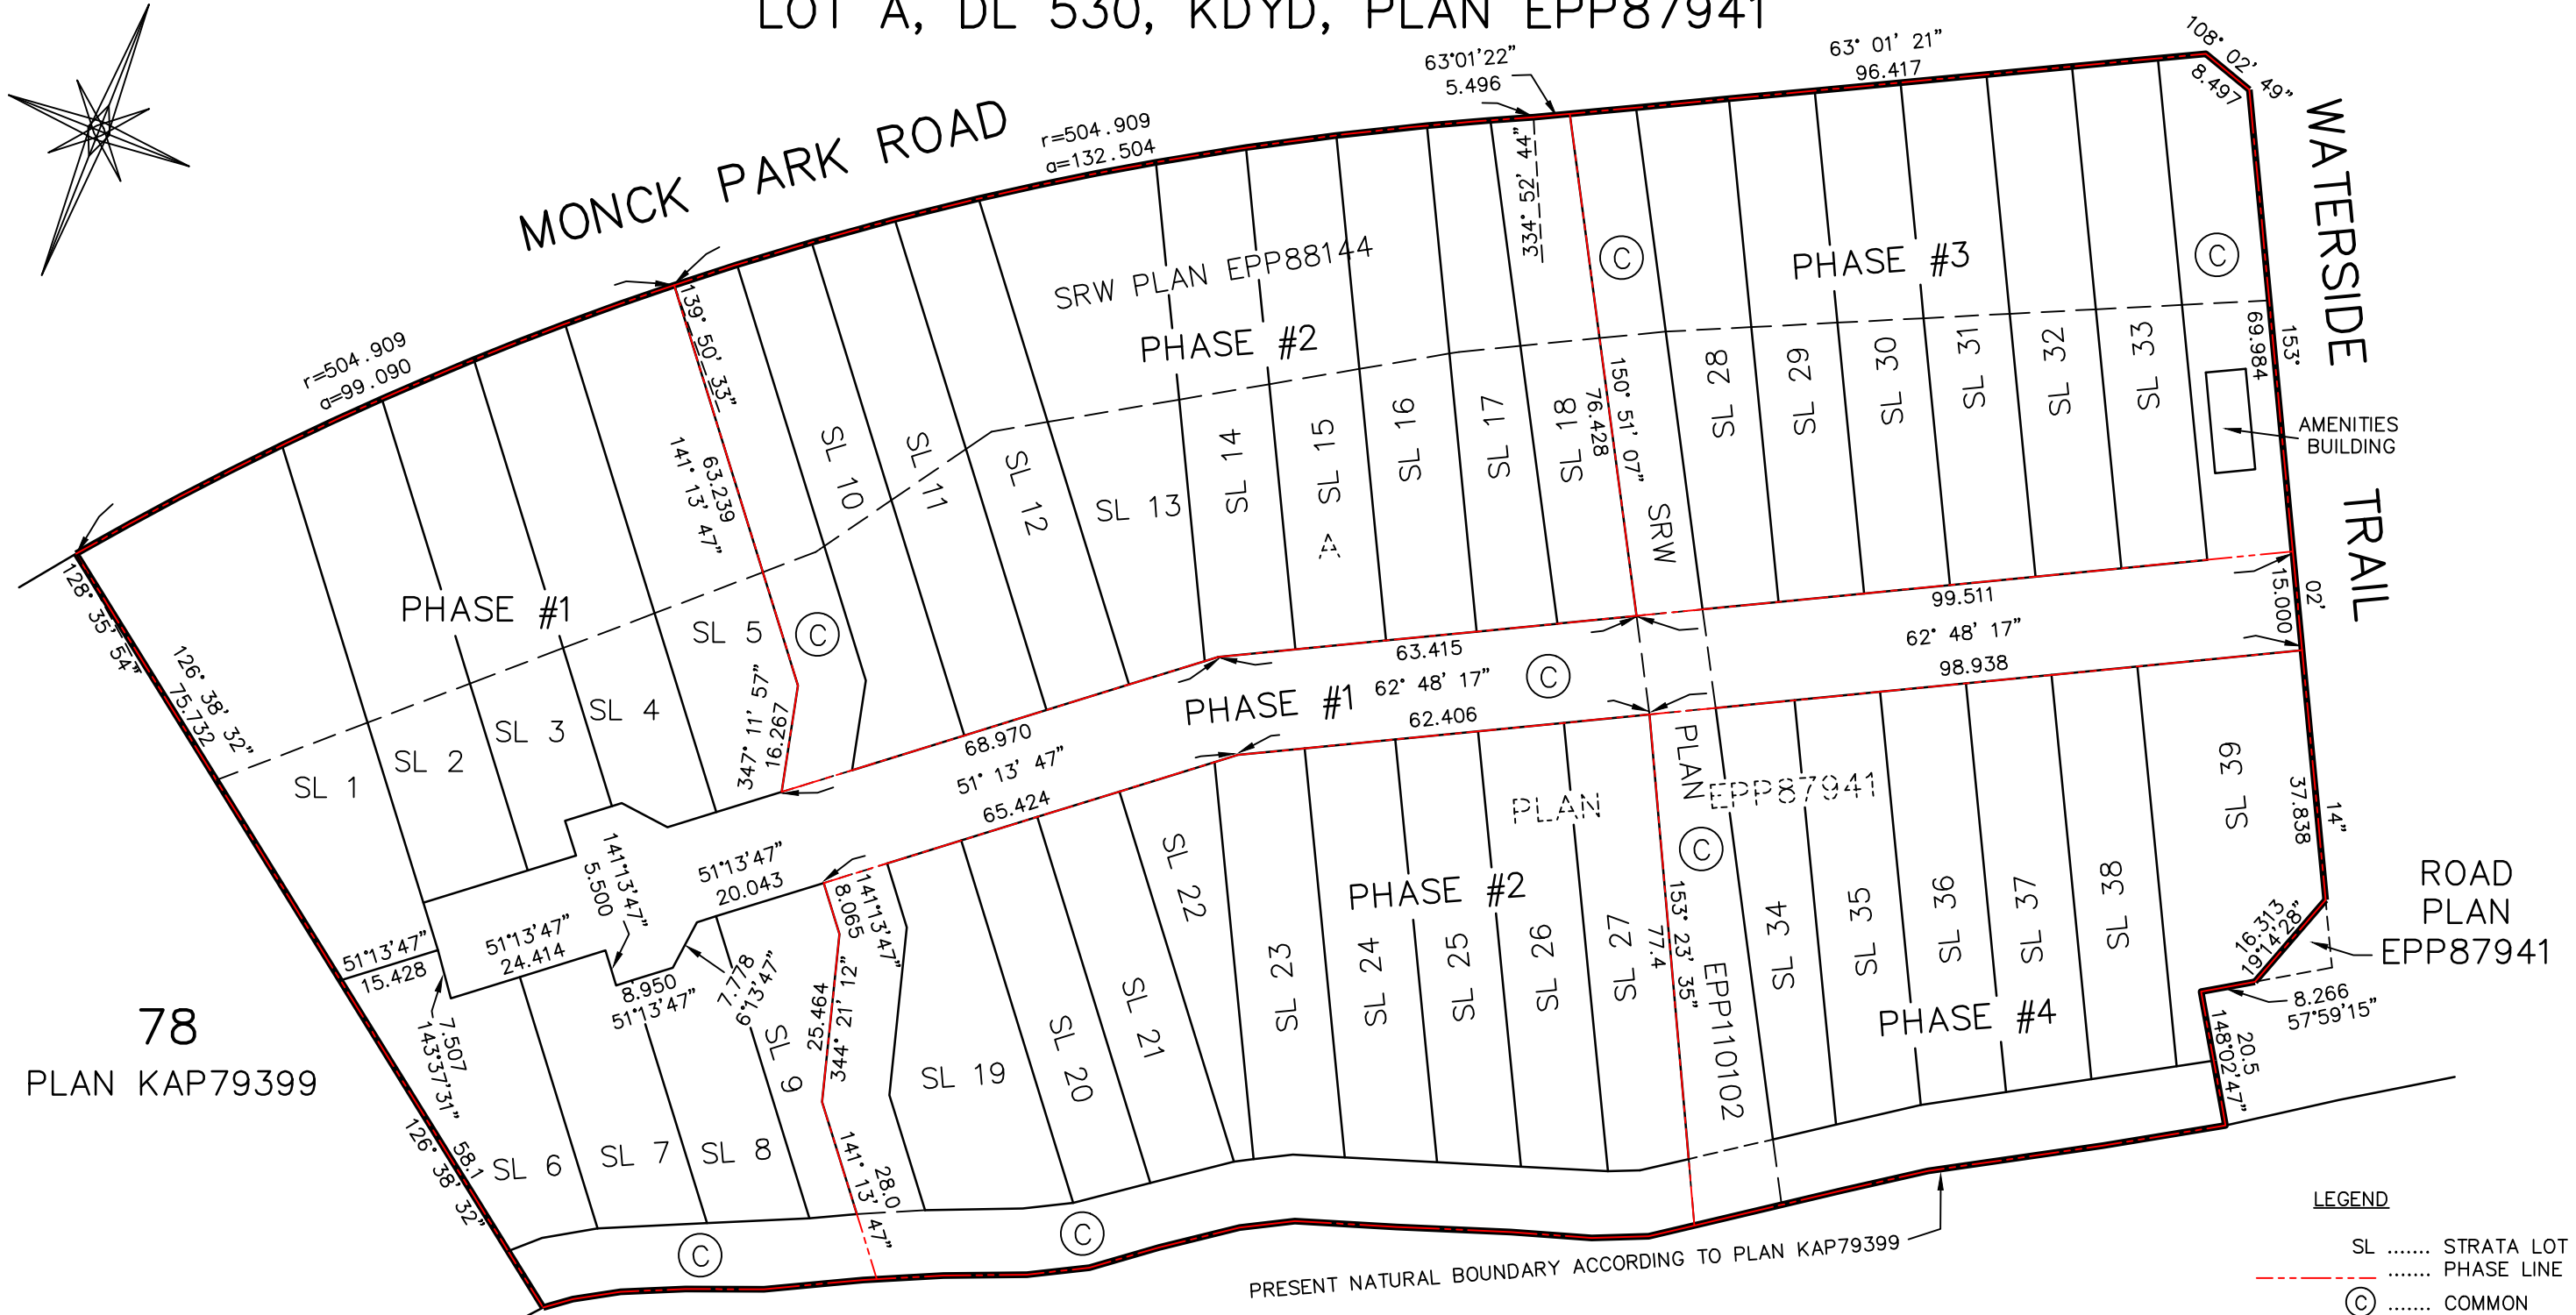 LOT A, DL 530, KDYD, PLAN EPP87941
MONCK PARK ROAD
r=504.909
a=132.504
63°01'22"
5.496
63° 01' 21"
96.417
108° 02' 49"
8.497
WATERSIDE TRAIL
r=504.909
a=99.090
139° 50' 33"
63.239
141° 13' 47"
SRW PLAN EPP88144
PHASE #2
334° 52' 44"
C
PHASE #3
C
69.984
153° 02' 14"
AMENITIES
BUILDING
150° 51' 07"
76.428
SL 10
SL 11
SL 12
SL 13
SL 14
SL 15
A
SL 16
SL 17
SL 18
SRW
SL 28
SL 29
SL 30
SL 31
SL 32
SL 33
128° 35' 54"
126° 38' 32"
75.732
PHASE #1
SL 1
SL 2
SL 3
SL 4
SL 5
C
347° 11' 57"
16.267
68.970
51° 13' 47"
65.424
PHASE #1
63.415
62° 48' 17"
C
62.406
99.511
62° 48' 17"
98.938
15.000
37.838
141°13'47"
5.500
51°13'47"
20.043
51°13'47"
24.414
51°13'47"
15.428
7.507
143°37'31"
8.950
51°13'47"
7.778
6°13'47"
8.065
141°13'47"
25.464
344° 21' 12"
28.0
141° 13' 47"
78
PLAN KAP79399
58.1
126° 38' 32"
SL 6
SL 7
SL 8
SL 9
SL 19
SL 20
SL 21
SL 22
SL 23
SL 24
SL 25
SL 26
SL 27
PHASE #2
PLAN EPP87941
PLAN EPP110102
C
153° 23' 35"
77.4
SL 34
SL 35
SL 36
SL 37
SL 38
SL 39
PHASE #4
16.313
19°14'28"
8.266
57°59'15"
20.5
148°02'47"
ROAD
PLAN
EPP87941
C
C
PRESENT NATURAL BOUNDARY ACCORDING TO PLAN KAP79399
LEGEND
SL ....... STRATA LOT
....... PHASE LINE
C ....... COMMON